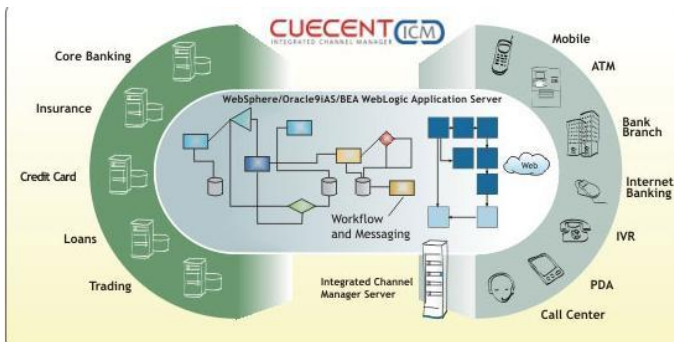 CUECENT ICM
INTEGRATED CHANNEL MANAGER
Core Banking
Insurance
Credit Card
Loans
Trading
WebSphere/Oracle9iAS/BEA WebLogic Application Server
Web
Workflow
and Messaging
Integrated Channel
Manager Server
Mobile
ATM
Bank
Branch
Internet
Banking
IVR
PDA
Call Center